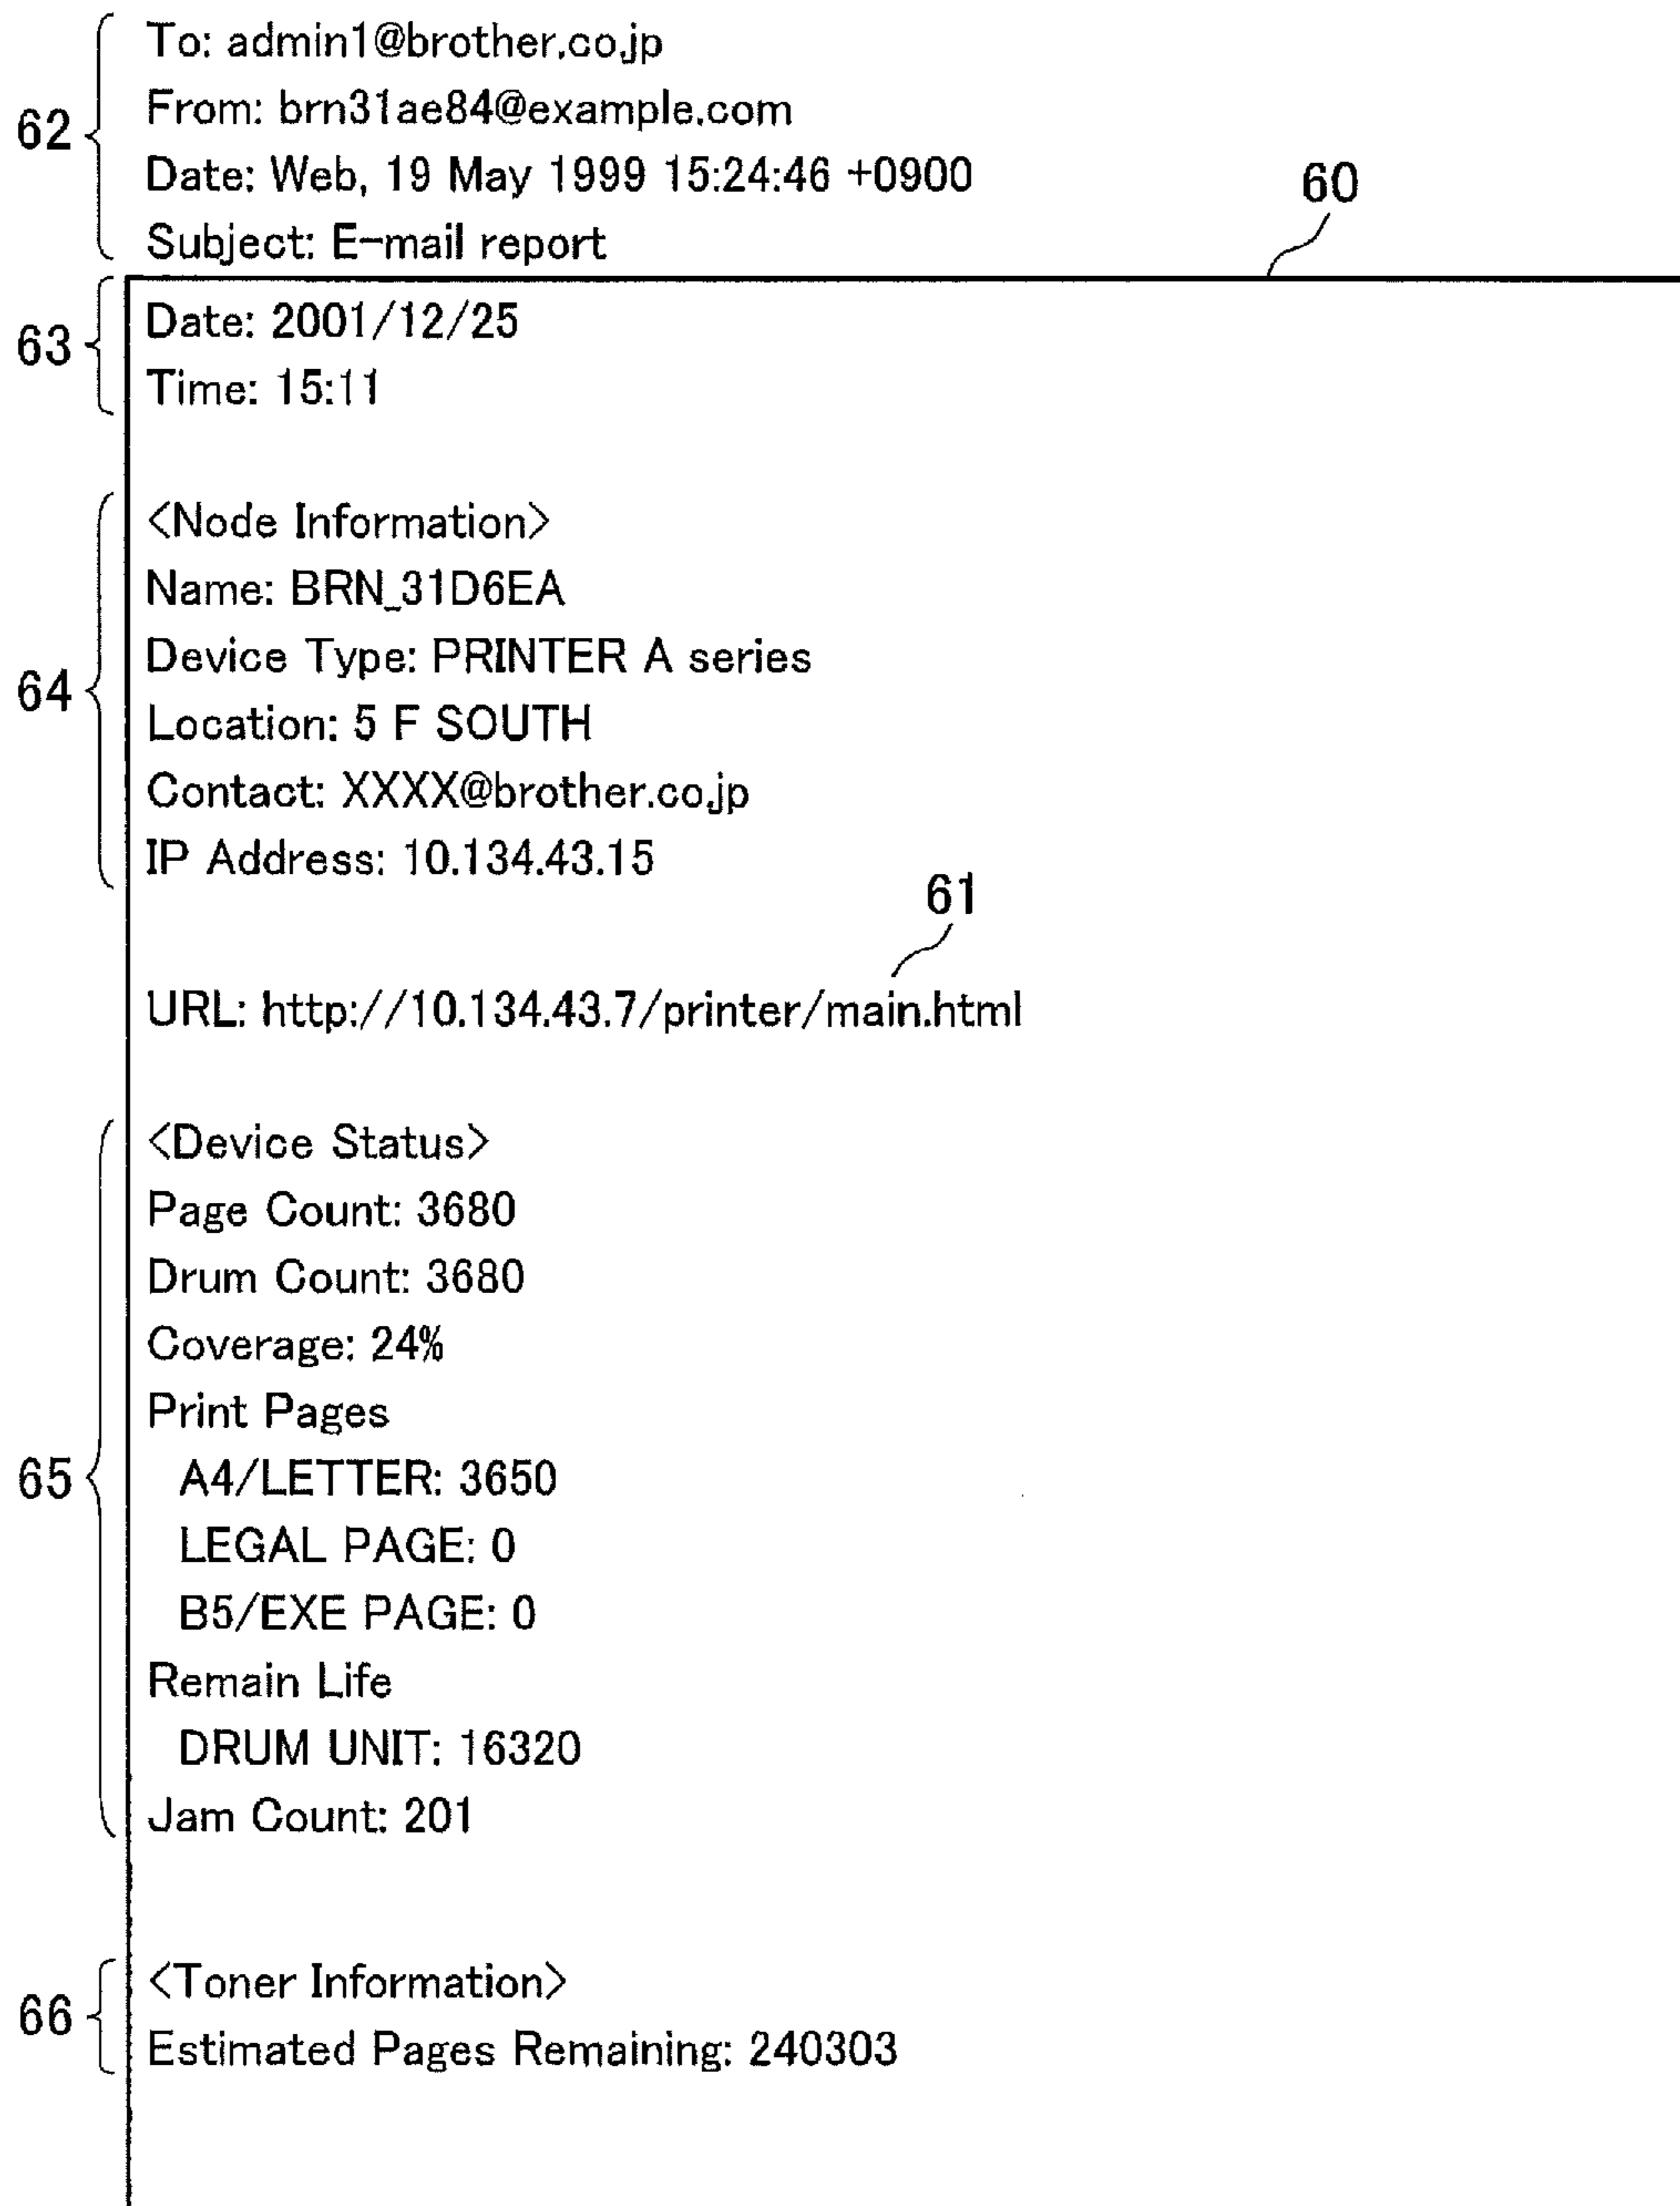 62
To: admin1@brother.co.jp
From: brn31ae84@example.com
Date: Web, 19 May 1999 15:24:46 +0900
Subject: E-mail report
60
63
Date: 2001/12/25
Time: 15:11
64
<Node Information>
Name: BRN_31D6EA
Device Type: PRINTER A series
Location: 5 F SOUTH
Contact: XXXX@brother.co.jp
IP Address: 10.134.43.15
61
URL: http://10.134.43.7/printer/main.html
65
<Device Status>
Page Count: 3680
Drum Count: 3680
Coverage: 24%
Print Pages
A4/LETTER: 3650
LEGAL PAGE: 0
B5/EXE PAGE: 0
Remain Life
DRUM UNIT: 16320
Jam Count: 201
66
<Toner Information>
Estimated Pages Remaining: 240303